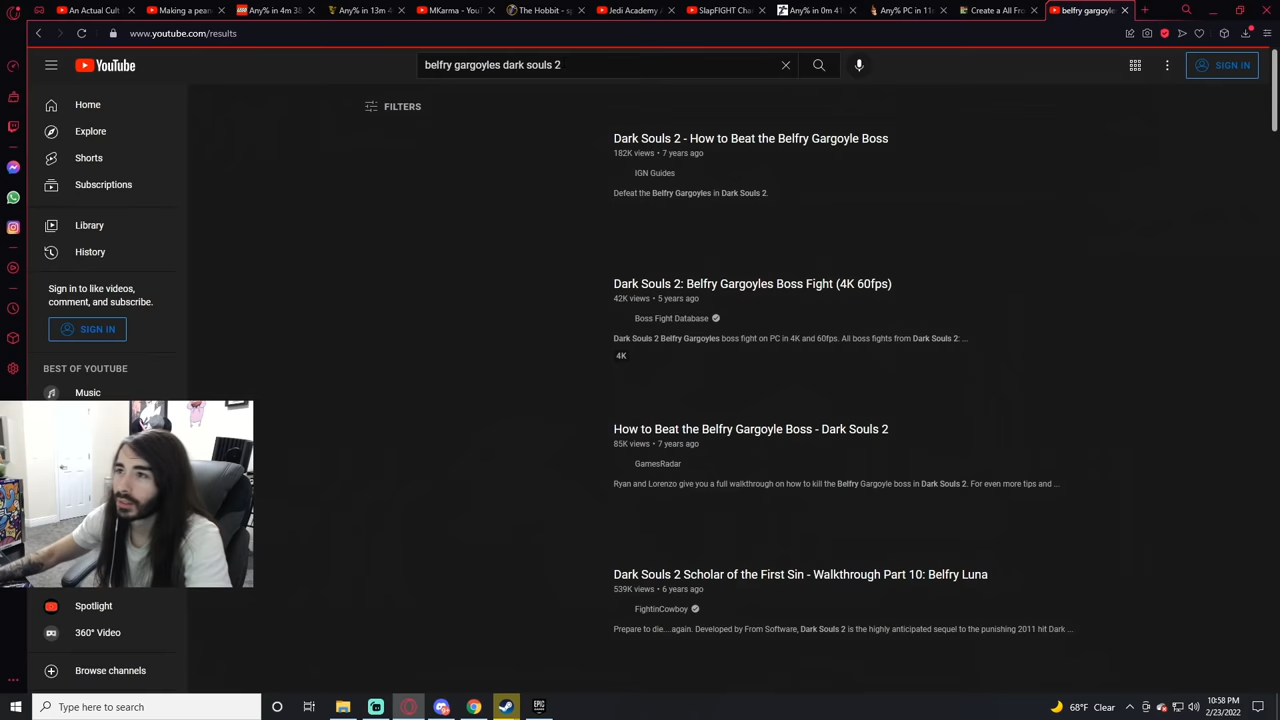 An Actual Cult
Making a pean
Any% in 4m 38
Any% in 13m 4
MKarma - YouT
The Hobbit - sp
Jedi Academy A
SlapFIGHT Cha
Any% in 0m 41
Any% PC in 11
Create a All Fro
belfry gargoyle
www.youtube.com/results
YouTube
belfry gargoyles dark souls 2
SIGN IN
Home
Explore
Shorts
Subscriptions
Library
History
Sign in to like videos,
comment, and subscribe.
SIGN IN
BEST OF YOUTUBE
Music
Spotlight
360° Video
Browse channels
FILTERS
Dark Souls 2 - How to Beat the Belfry Gargoyle Boss
182K views • 7 years ago
IGN Guides
Defeat the Belfry Gargoyles in Dark Souls 2.
Dark Souls 2: Belfry Gargoyles Boss Fight (4K 60fps)
42K views • 5 years ago
Boss Fight Database
Dark Souls 2 Belfry Gargoyles boss fight on PC in 4K and 60fps. All boss fights from Dark Souls 2: ...
4K
How to Beat the Belfry Gargoyle Boss - Dark Souls 2
85K views • 7 years ago
GamesRadar
Ryan and Lorenzo give you a full walkthrough on how to kill the Belfry Gargoyle boss in Dark Souls 2. For even more tips and ...
Dark Souls 2 Scholar of the First Sin - Walkthrough Part 10: Belfry Luna
539K views • 6 years ago
FightinCowboy
Prepare to die....again. Developed by From Software, Dark Souls 2 is the highly anticipated sequel to the punishing 2011 hit Dark ...
Type here to search
EPIC
68°F Clear
10:58 PM
2/23/2022